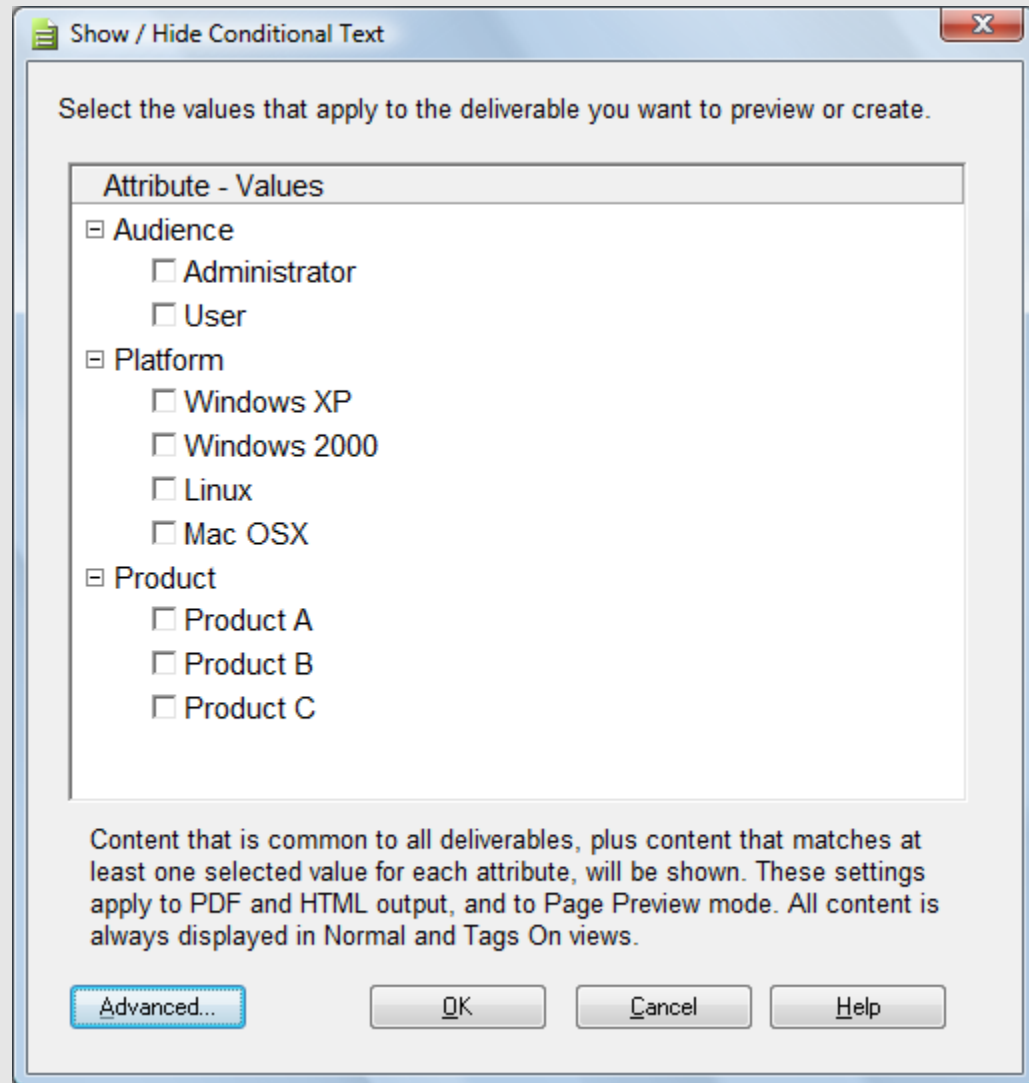 Show / Hide Conditional Text
Select the values that apply to the deliverable you want to preview or create.
Attribute - Values
Audience
Administrator
User
Platform
Windows XP
Windows 2000
Linux
Mac OSX
Product
Product A
Product B
Product C
Content that is common to all deliverables, plus content that matches at
least one selected value for each attribute, will be shown. These settings
apply to PDF and HTML output, and to Page Preview mode. All content is
always displayed in Normal and Tags On views.
Advanced... OK Cancel Help